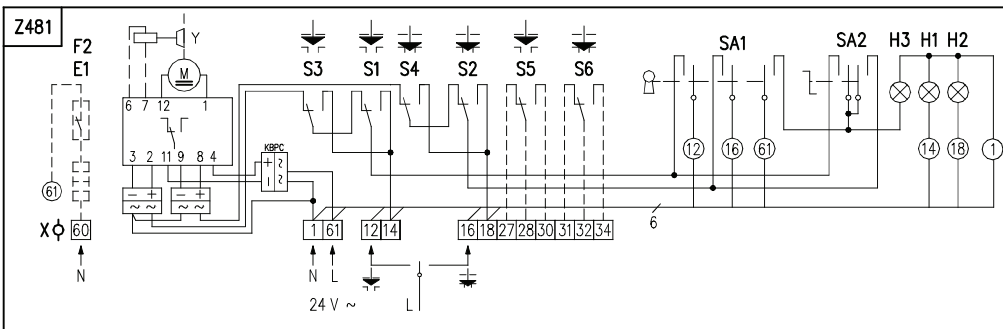 Z481
F2
E1
Y
M
S3 S1 S4 S2 S5 S6
SA1 SA2 H3 H1 H2
6 7 12 1
3 2 11 9 8 4
КВРС
+ ~
− ~
− +
~ ~
− +
~ ~
61
12 16 61 14 18 1
X 60
1 61 12 14 16 18 27 28 30 31 32 34
6
N N L
24 V ~ L